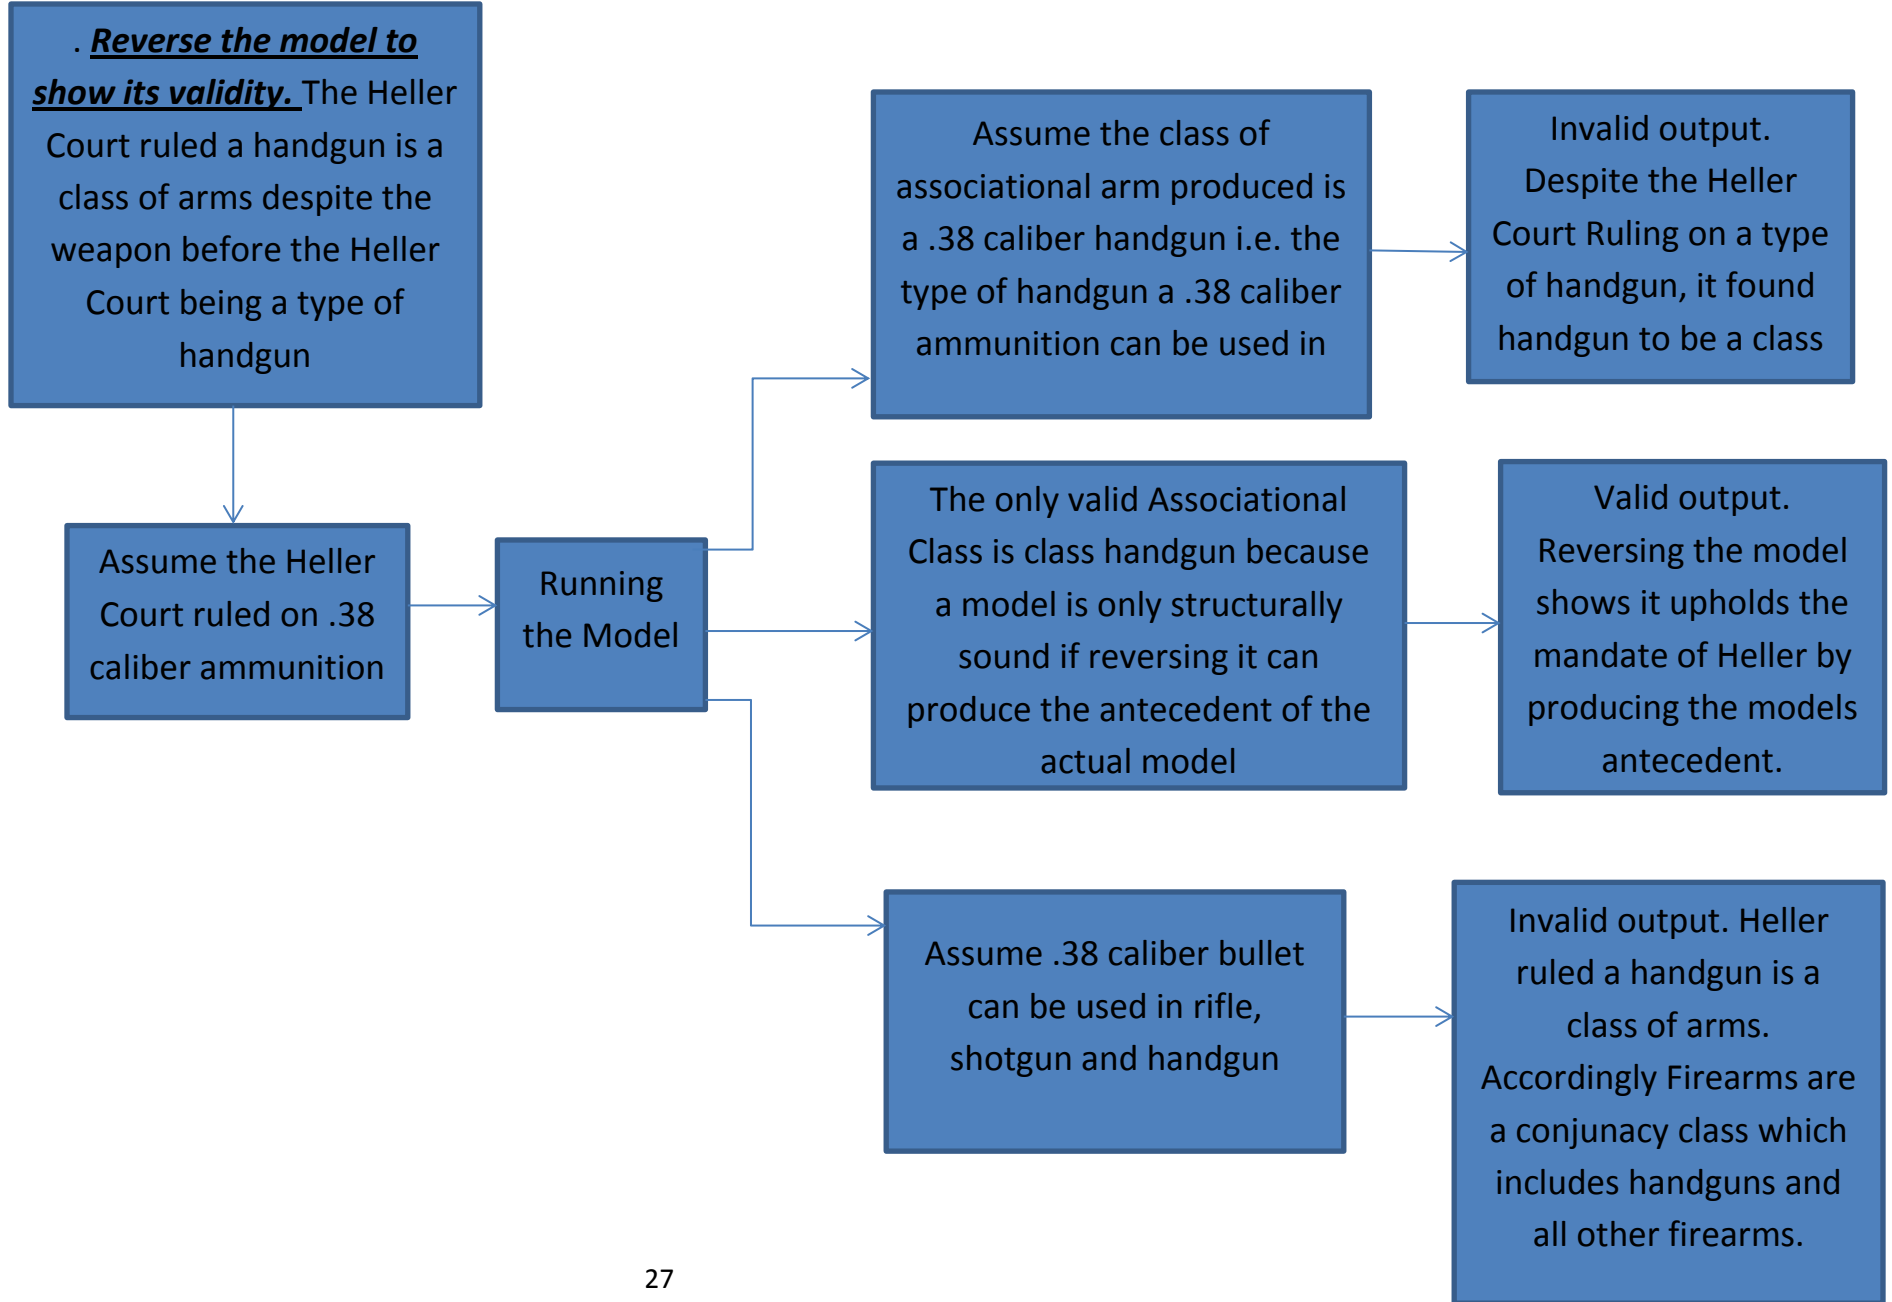 . Reverse the model to
show its validity. The Heller
Court ruled a handgun is a
class of arms despite the
weapon before the Heller
Court being a type of
handgun
Assume the Heller
Court ruled on .38
caliber ammunition
Running
the Model
Assume the class of
associational arm produced is
a .38 caliber handgun i.e. the
type of handgun a .38 caliber
ammunition can be used in
Invalid output.
Despite the Heller
Court Ruling on a type
of handgun, it found
handgun to be a class
The only valid Associational
Class is class handgun because
a model is only structurally
sound if reversing it can
produce the antecedent of the
actual model
Valid output.
Reversing the model
shows it upholds the
mandate of Heller by
producing the models
antecedent.
Assume .38 caliber bullet
can be used in rifle,
shotgun and handgun
Invalid output. Heller
ruled a handgun is a
class of arms.
Accordingly Firearms are
a conjunacy class which
includes handguns and
all other firearms.
27